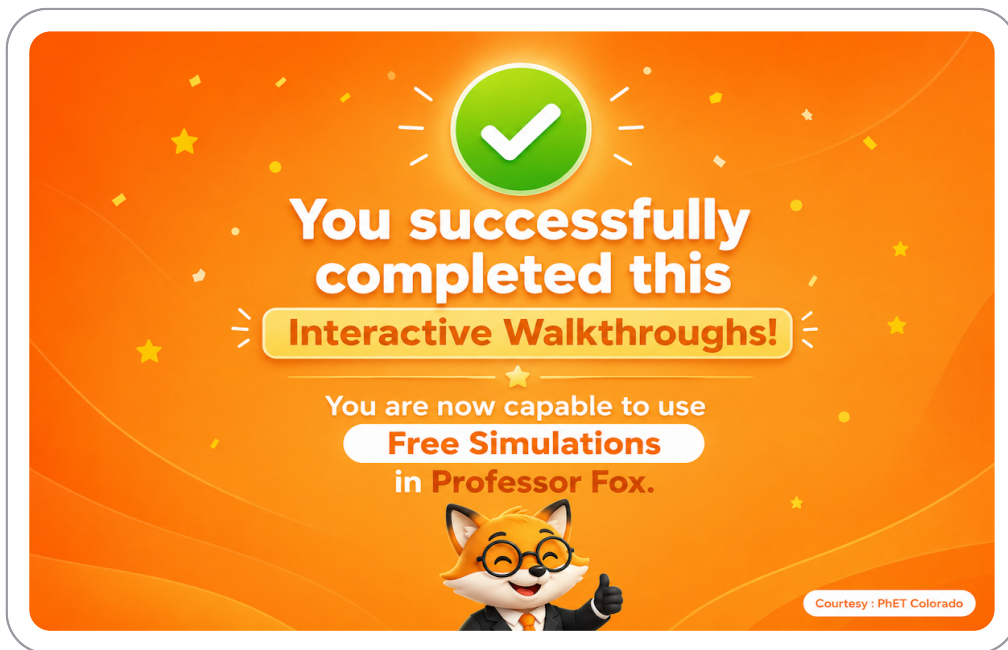 You successfully
completed this
Interactive Walkthroughs!
You are now capable to use
Free Simulations
in Professor Fox.
Courtesy : PhET Colorado